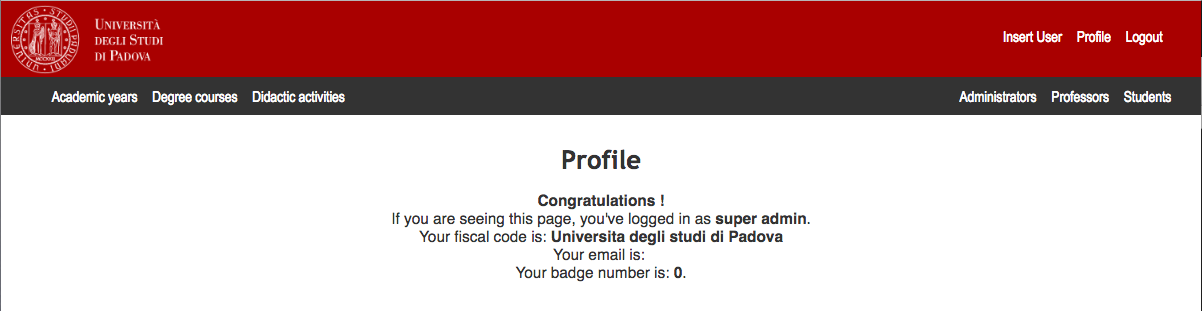 UNIVERSITÀ
DEGLI STUDI
DI PADOVA
Insert User Profile Logout
Academic years Degree courses Didactic activities Administrators Professors Students
Profile
Congratulations !
If you are seeing this page, you've logged in as super admin.
Your fiscal code is: Universita degli studi di Padova
Your email is:
Your badge number is: 0.